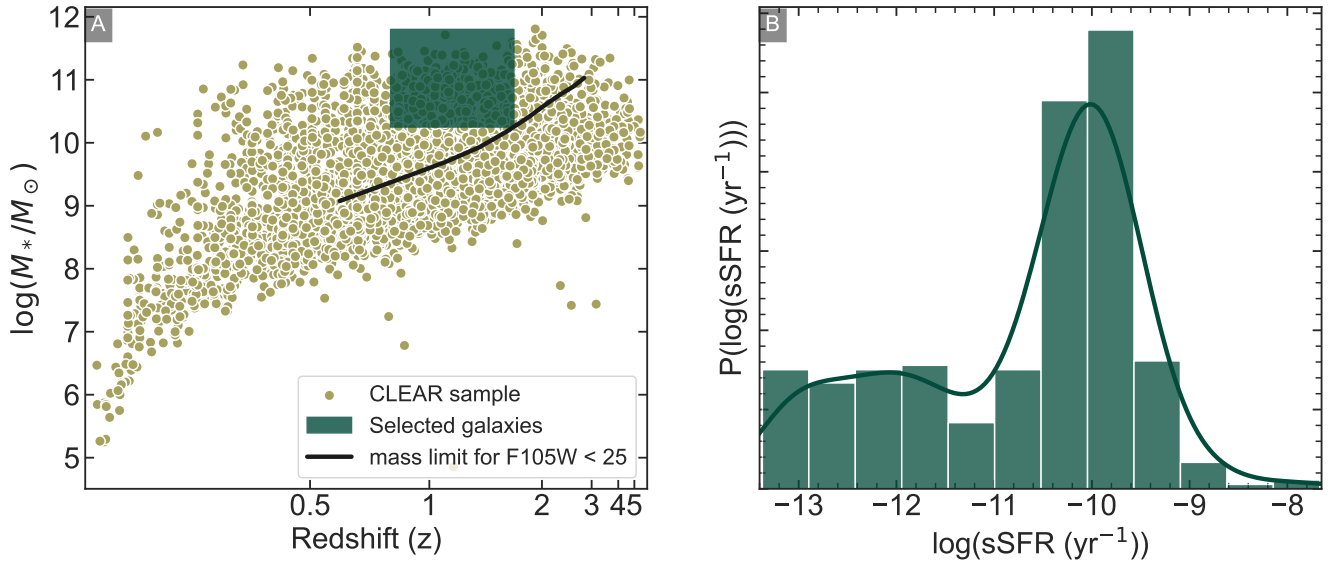 A
12
11
10
9
8
7
6
5
log(M*/M⊙)
CLEAR sample
Selected galaxies
mass limit for F105W < 25
0.5 1 2 3 45
Redshift (z)
B
P(log(sSFR (yr⁻¹)))
−13 −12 −11 −10 −9 −8
log(sSFR (yr⁻¹))